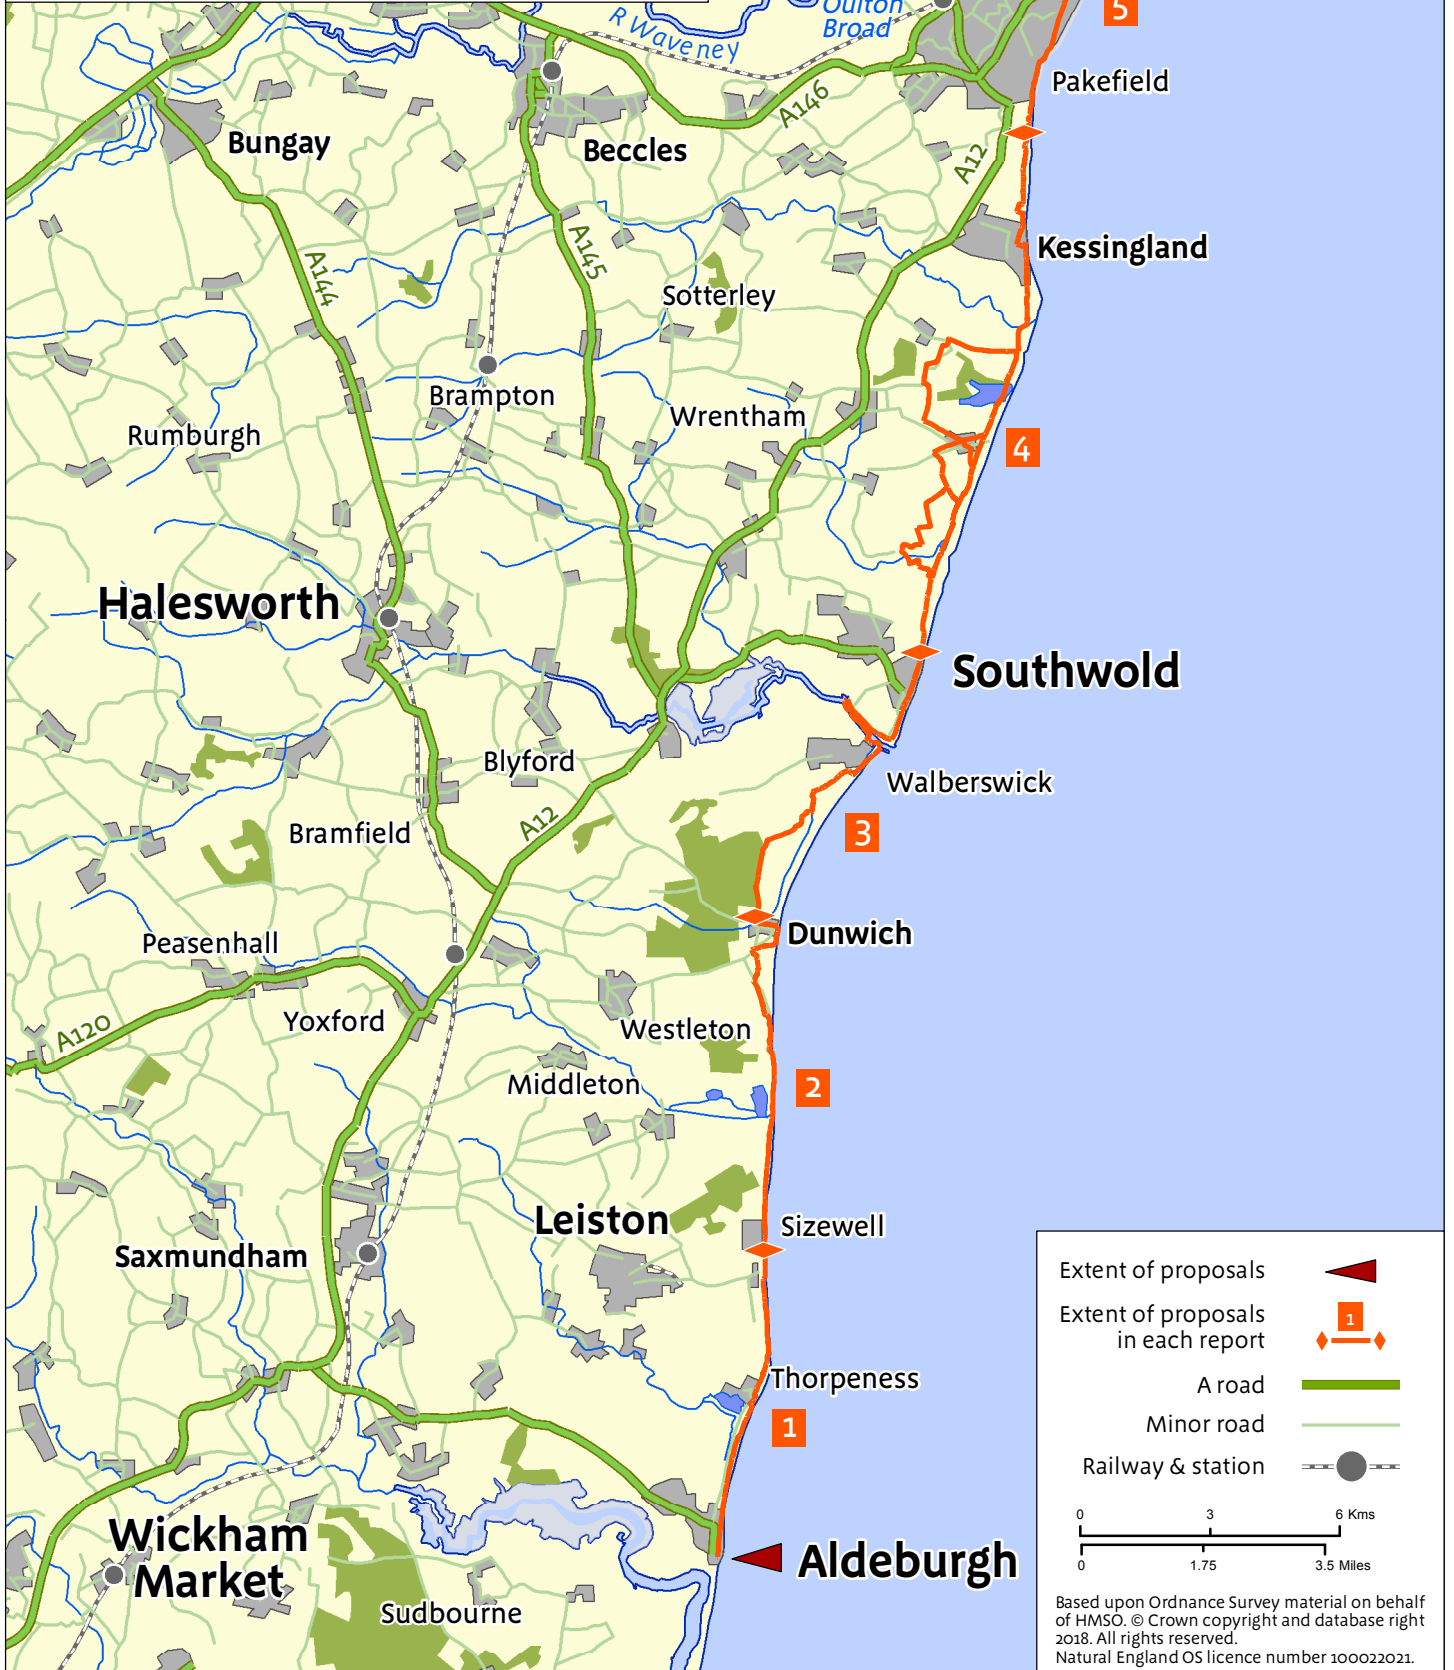 Oulton
Broad
5
R Waveney
Pakefield
A146
Bungay
Beccles
A12
Kessingland
A145
A144
Sotterley
Brampton
Wrentham
Rumburgh
4
Halesworth
Southwold
Blyford
Walberswick
A12
Bramfield
3
Dunwich
Peasenhall
Yoxford
Westleton
A120
Middleton
2
Leiston
Sizewell
Saxmundham
Thorpeness
1
Wickham
Market
Aldeburgh
Sudbourne
Extent of proposals
Extent of proposals
in each report
1
A road
Minor road
Railway & station
0 3 6 Kms
0 1.75 3.5 Miles
Based upon Ordnance Survey material on behalf
of HMSO. © Crown copyright and database right
2018. All rights reserved.
Natural England OS licence number 100022021.